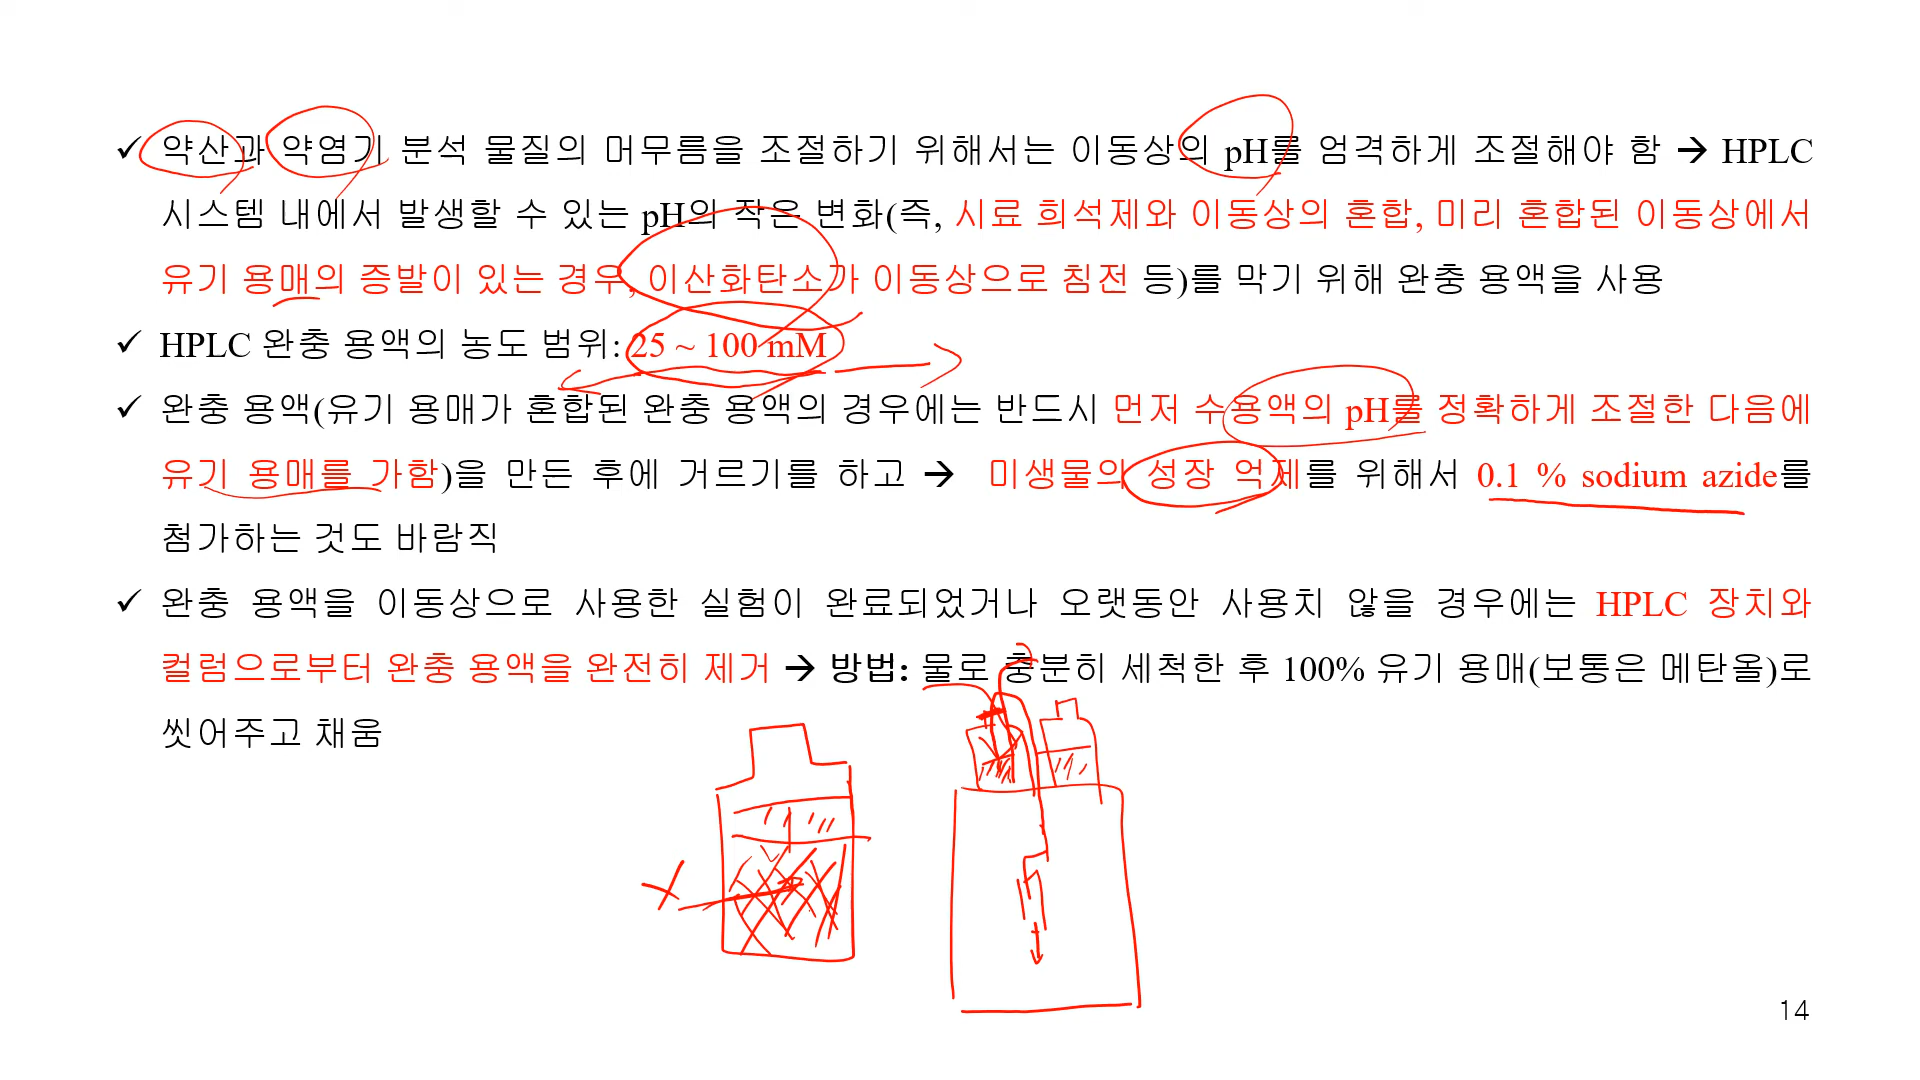 ✓ 약산과 약염기 분석 물질의 머무름을 조절하기 위해서는 이동상의 pH를 엄격하게 조절해야 함 → HPLC
시스템 내에서 발생할 수 있는 pH의 작은 변화(즉, 시료 희석제와 이동상의 혼합, 미리 혼합된 이동상에서
유기 용매의 증발이 있는 경우, 이산화탄소가 이동상으로 침전 등)를 막기 위해 완충 용액을 사용
✓ HPLC 완충 용액의 농도 범위: 25 ~ 100 mM
✓ 완충 용액(유기 용매가 혼합된 완충 용액의 경우에는 반드시 먼저 수용액의 pH를 정확하게 조절한 다음에
유기 용매를 가함)을 만든 후에 거르기를 하고 → 미생물의 성장 억제를 위해서 0.1 % sodium azide를
첨가하는 것도 바람직
✓ 완충 용액을 이동상으로 사용한 실험이 완료되었거나 오랫동안 사용치 않을 경우에는 HPLC 장치와
컬럼으로부터 완충 용액을 완전히 제거 → 방법: 물로 충분히 세척한 후 100% 유기 용매(보통은 메탄올)로
씻어주고 채움
14